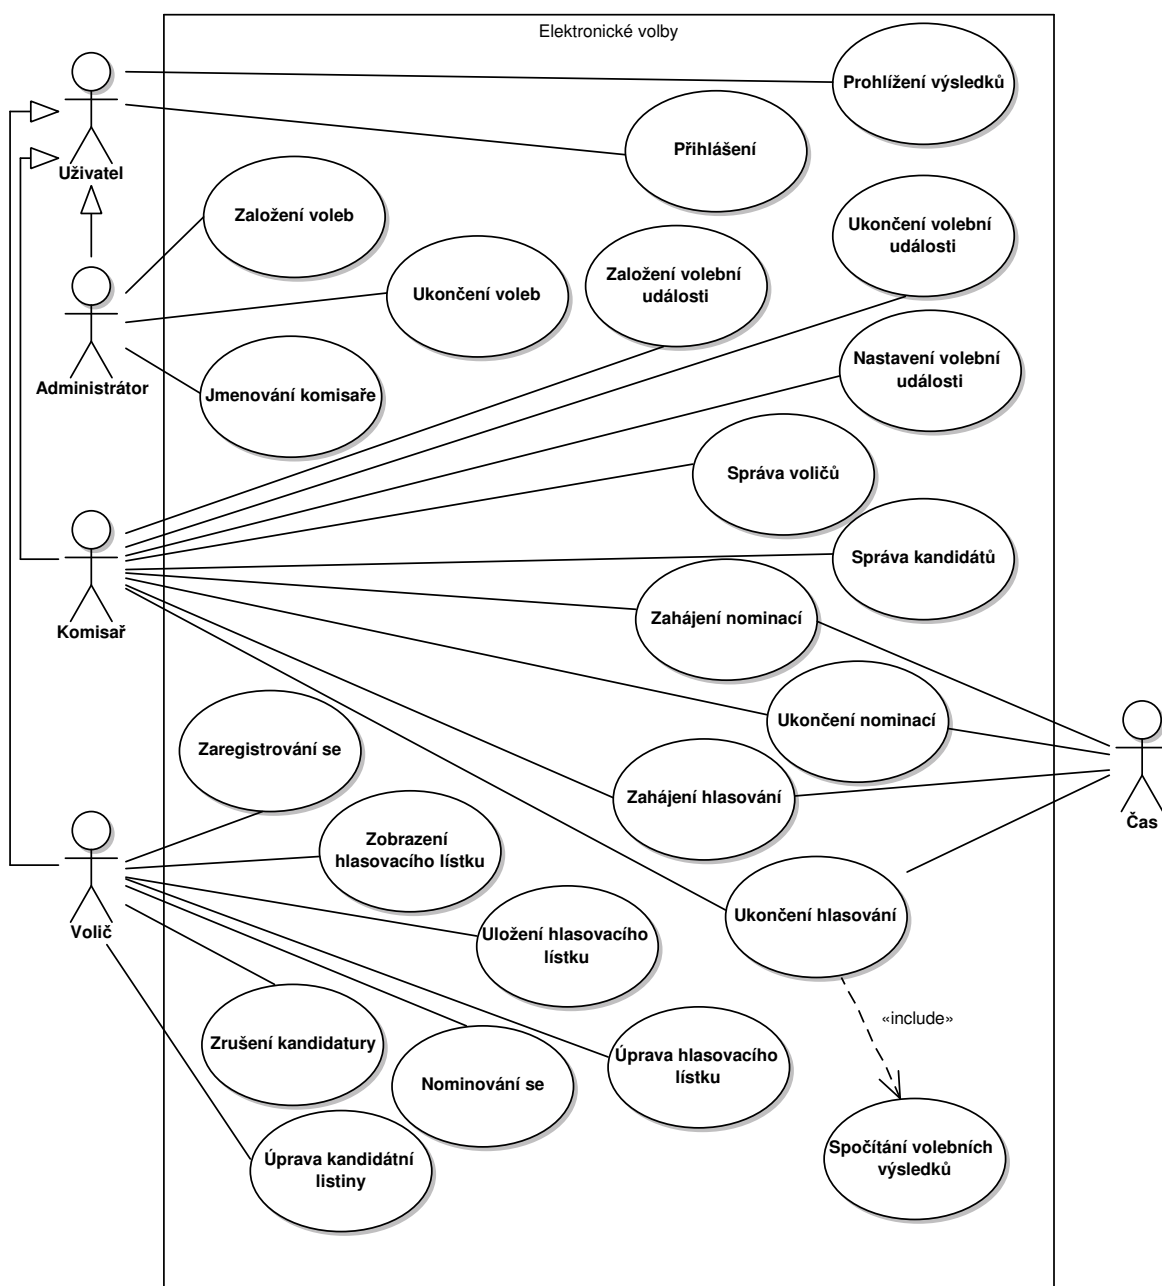 Elektronické volby
Prohlížení výsledků
Přihlášení
Uživatel
Založení voleb
Ukončení volební
události
Založení volební
události
Ukončení voleb
Nastavení volební
události
Administrátor
Jmenování komisaře
Správa voličů
Správa kandidátů
Zahájení nominací
Komisař
Ukončení nominací
Zaregistrování se
Zahájení hlasování
Čas
Zobrazení
hlasovacího lístku
Ukončení hlasování
Volič
Uložení hlasovacího
lístku
«include»
Zrušení kandidatury
Úprava hlasovacího
lístku
Nominování se
Spočítání volebních
výsledků
Úprava kandidátní
listiny